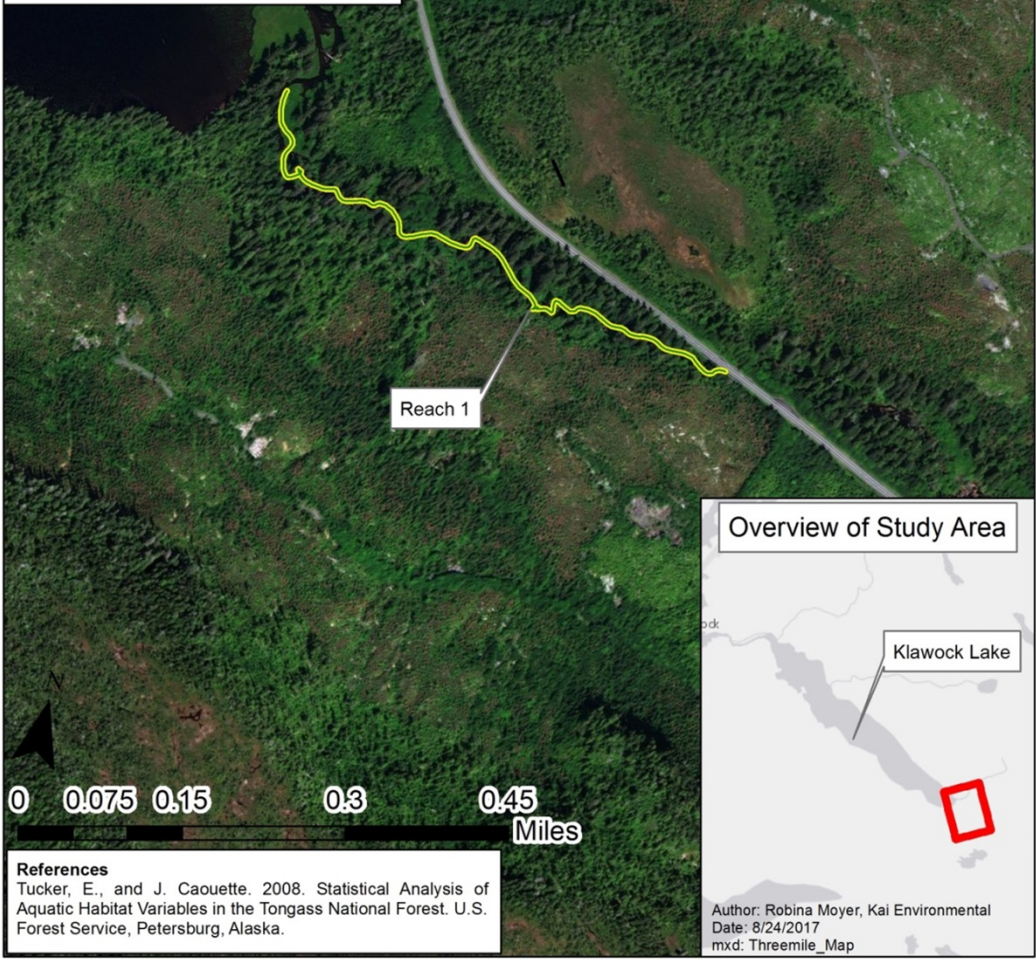 Reach 1
Overview of Study Area
ock
Klawock Lake
N
0 0.075 0.15 0.3 0.45
Miles
References
Tucker, E., and J. Caouette. 2008. Statistical Analysis of
Aquatic Habitat Variables in the Tongass National Forest. U.S.
Forest Service, Petersburg, Alaska.
Author: Robina Moyer, Kai Environmental
Date: 8/24/2017
mxd: Threemile_Map